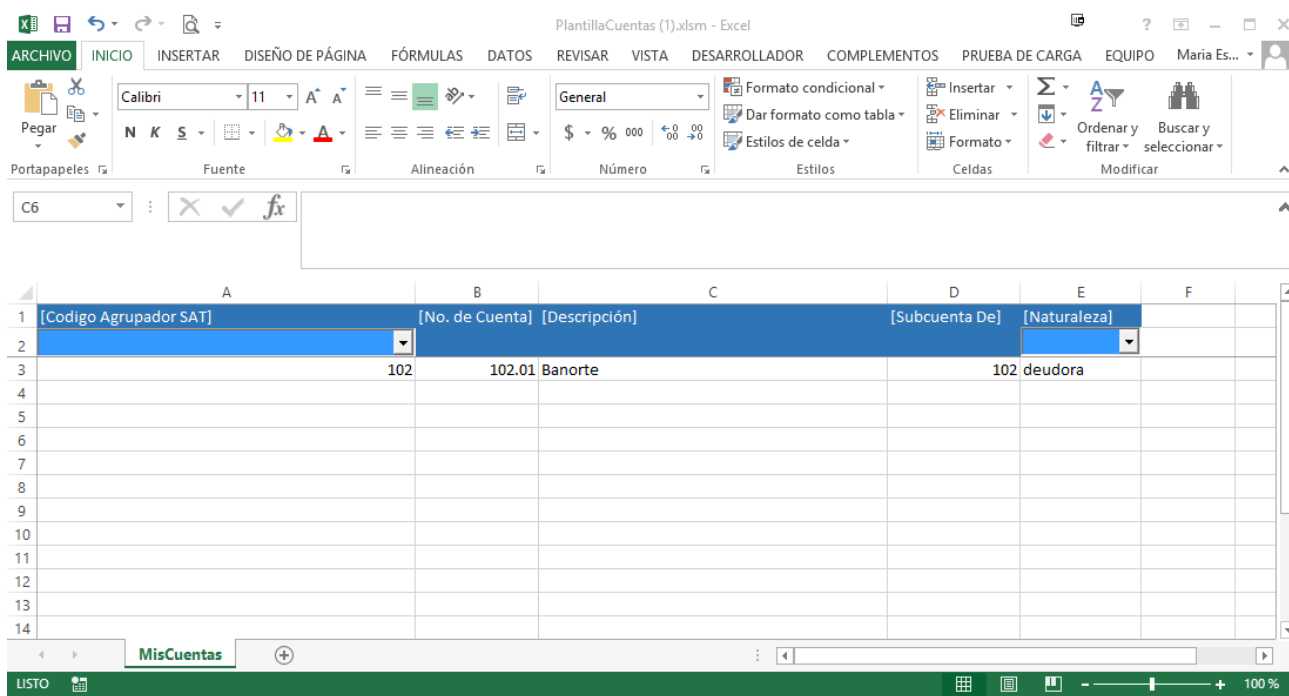 PlantillaCuentas (1).xlsm - Excel
ARCHIVO INICIO INSERTAR DISEÑO DE PÁGINA FÓRMULAS DATOS REVISAR VISTA DESARROLLADOR COMPLEMENTOS PRUEBA DE CARGA EQUIPO Maria Es...
Pegar
Portapapeles
Calibri 11
N K S
Fuente
Alineación
General
$ % 000
Número
Formato condicional
Dar formato como tabla
Estilos de celda
Estilos
Insertar
Eliminar
Formato
Celdas
Ordenar y filtrar
Buscar y seleccionar
Modificar
C6 fx
A B C D E F
1 [Codigo Agrupador SAT] [No. de Cuenta] [Descripción] [Subcuenta De] [Naturaleza]
2
3 102 102.01 Banorte 102 deudora
4
5
6
7
8
9
10
11
12
13
14
MisCuentas
LISTO 100 %